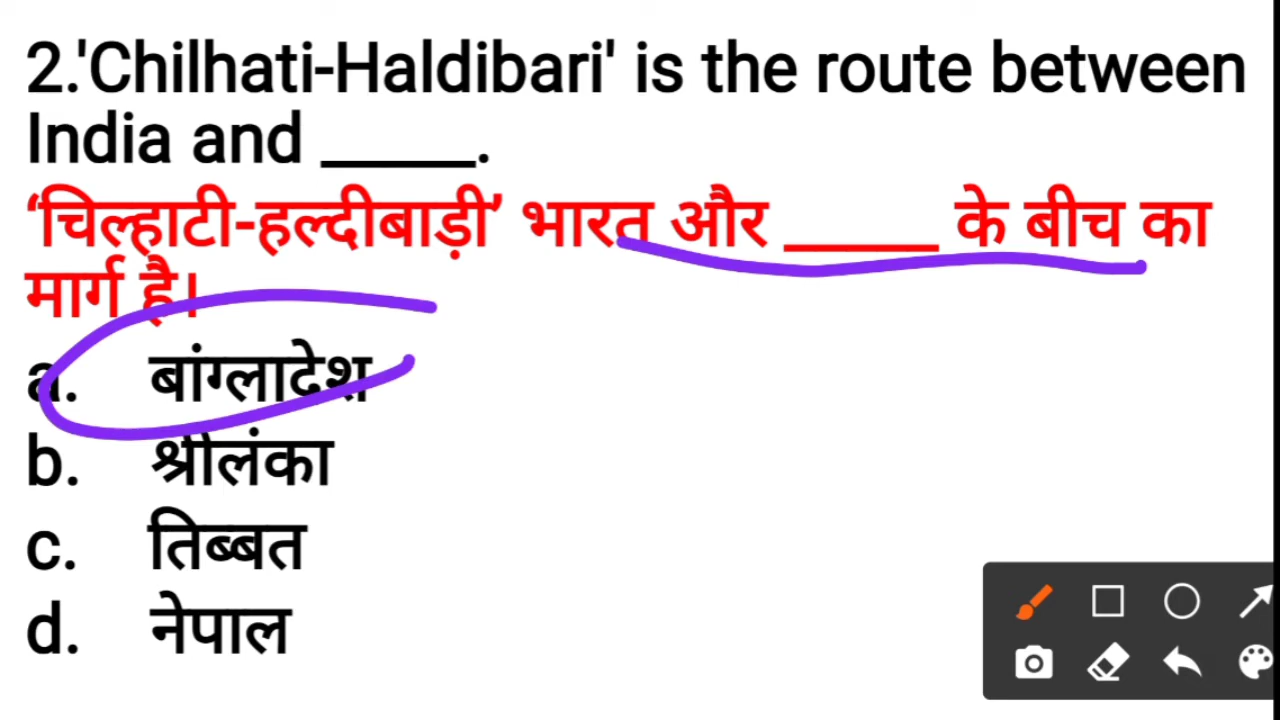 2.'Chilhati-Haldibari' is the route between
India and _____.
‘चिल्हाटी-हल्दीबाड़ी’ भारत और _____ के बीच का
मार्ग है।
a. बांग्लादेश
b. श्रीलंका
c. तिब्बत
d. नेपाल